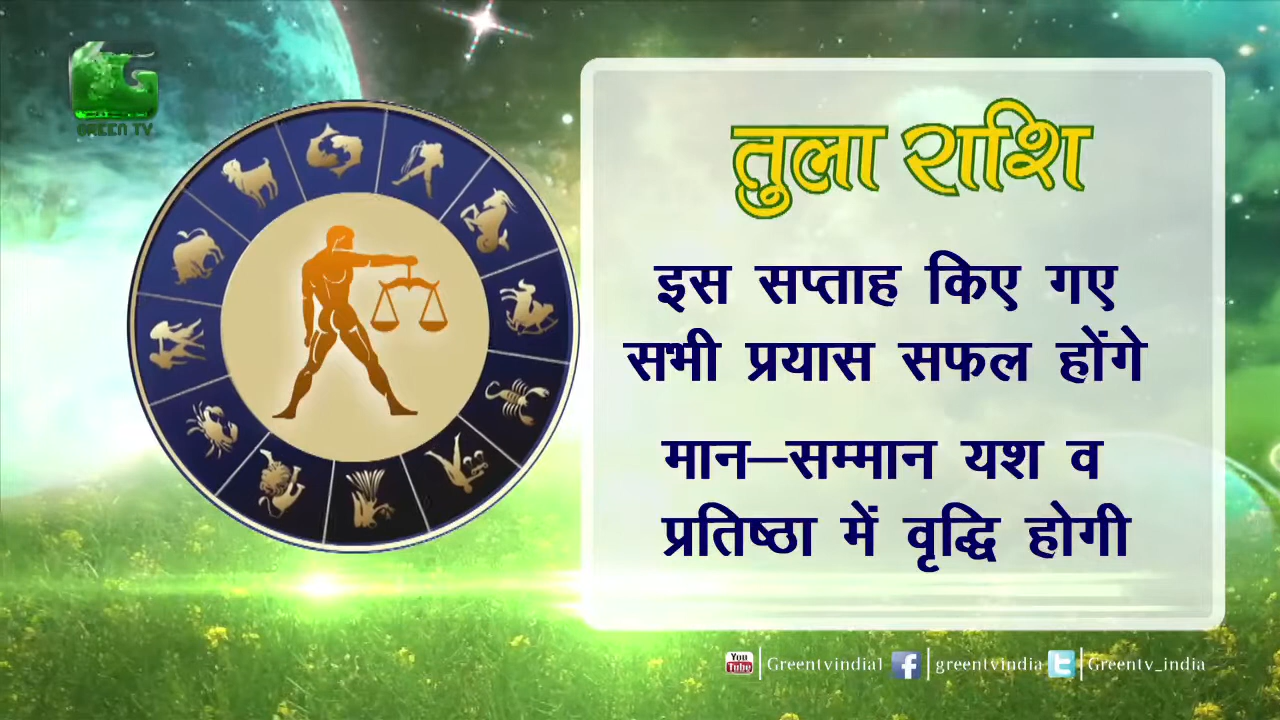 GREEN TV
तुला राशि
इस सप्ताह किए गए
सभी प्रयास सफल होंगे
मान–सम्मान यश व
प्रतिष्ठा में वृद्धि होगी
You Tube Greentvindia1 f greentvindia t Greentv_india